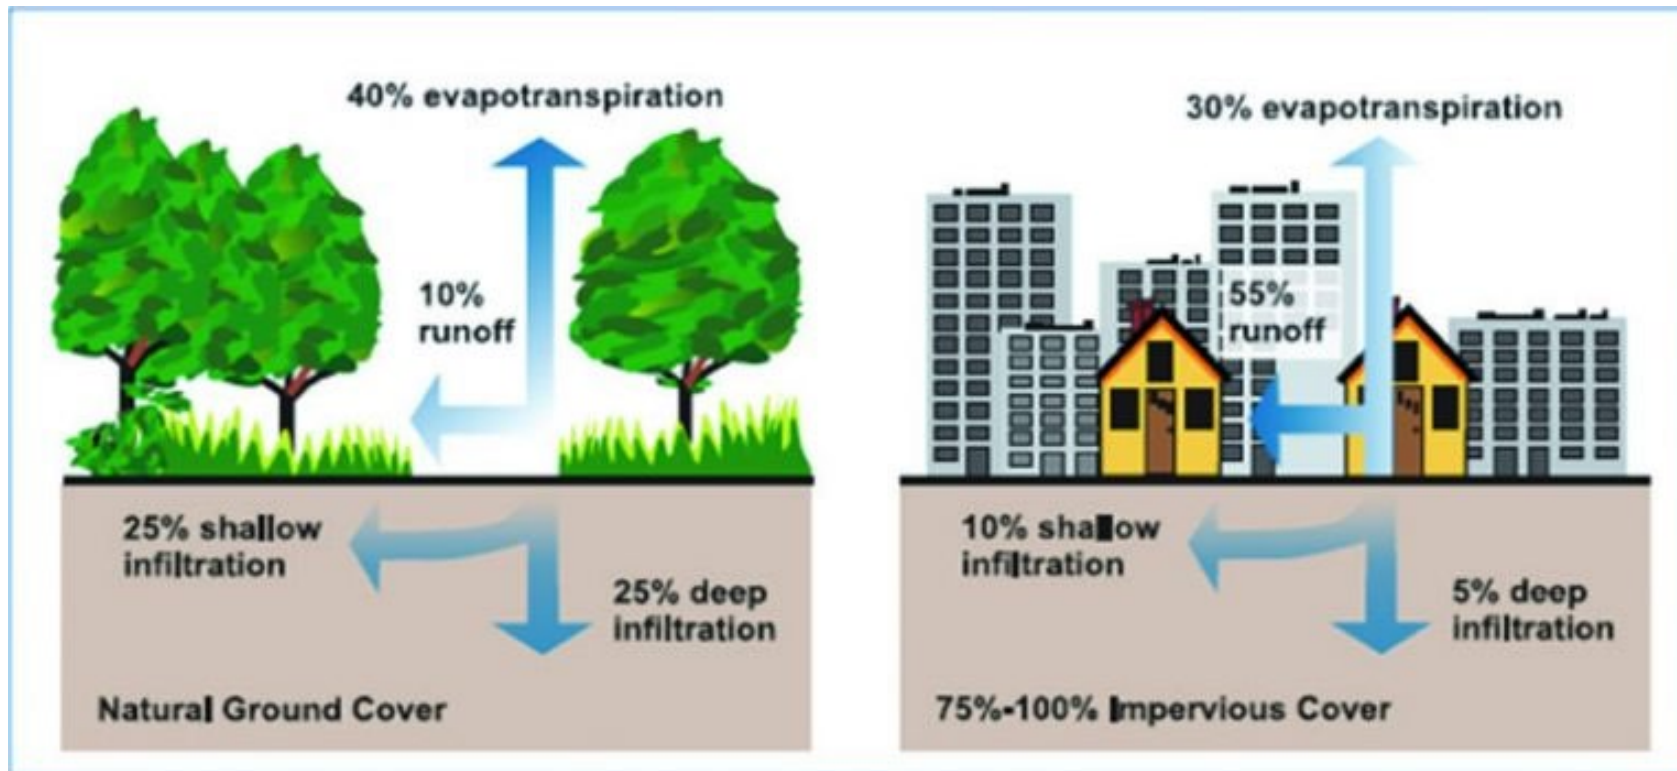 40% evapotranspiration
10%
runoff
25% shallow
infiltration
25% deep
infiltration
Natural Ground Cover
30% evapotranspiration
55%
runoff
10% shallow
infiltration
5% deep
infiltration
75%-100% Impervious Cover